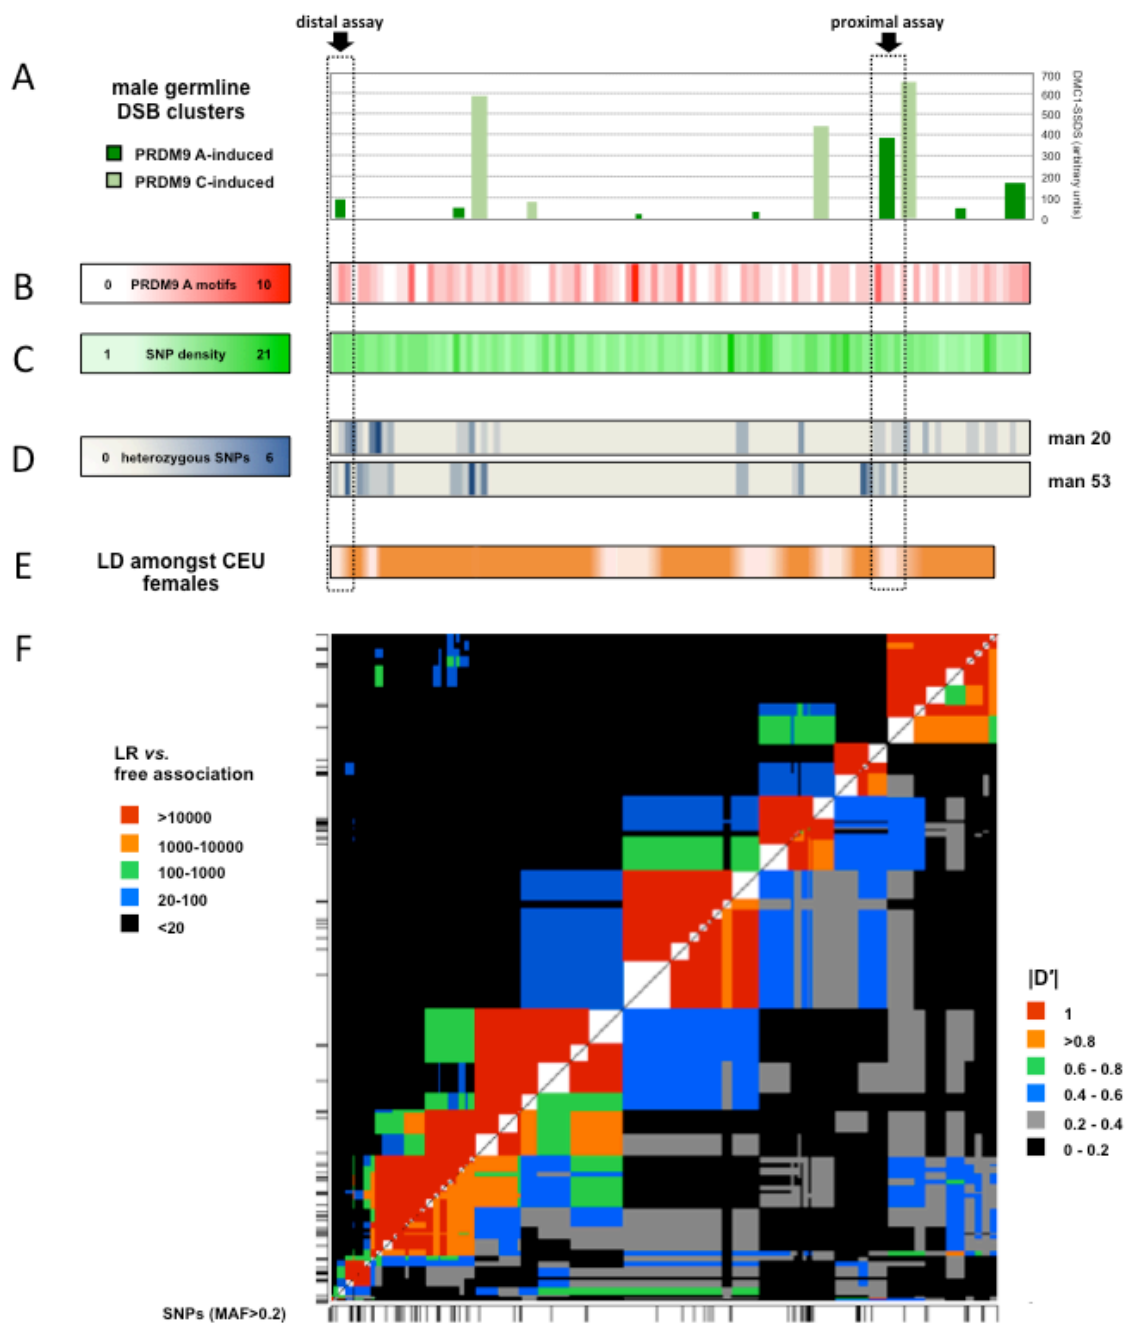 distal assay
proximal assay
A
male germline
DSB clusters
PRDM9 A-induced
PRDM9 C-induced
700
600
500
400
300
200
100
0
DMC1-SSDS (arbitrary units)
B
0 PRDM9 A motifs 10
C
1 SNP density 21
D
0 heterozygous SNPs 6
man 20
man 53
E
LD amongst CEU
females
F
LR vs.
free association
>10000
1000-10000
100-1000
20-100
<20
|D'|
1
>0.8
0.6 - 0.8
0.4 - 0.6
0.2 - 0.4
0 - 0.2
SNPs (MAF>0.2)